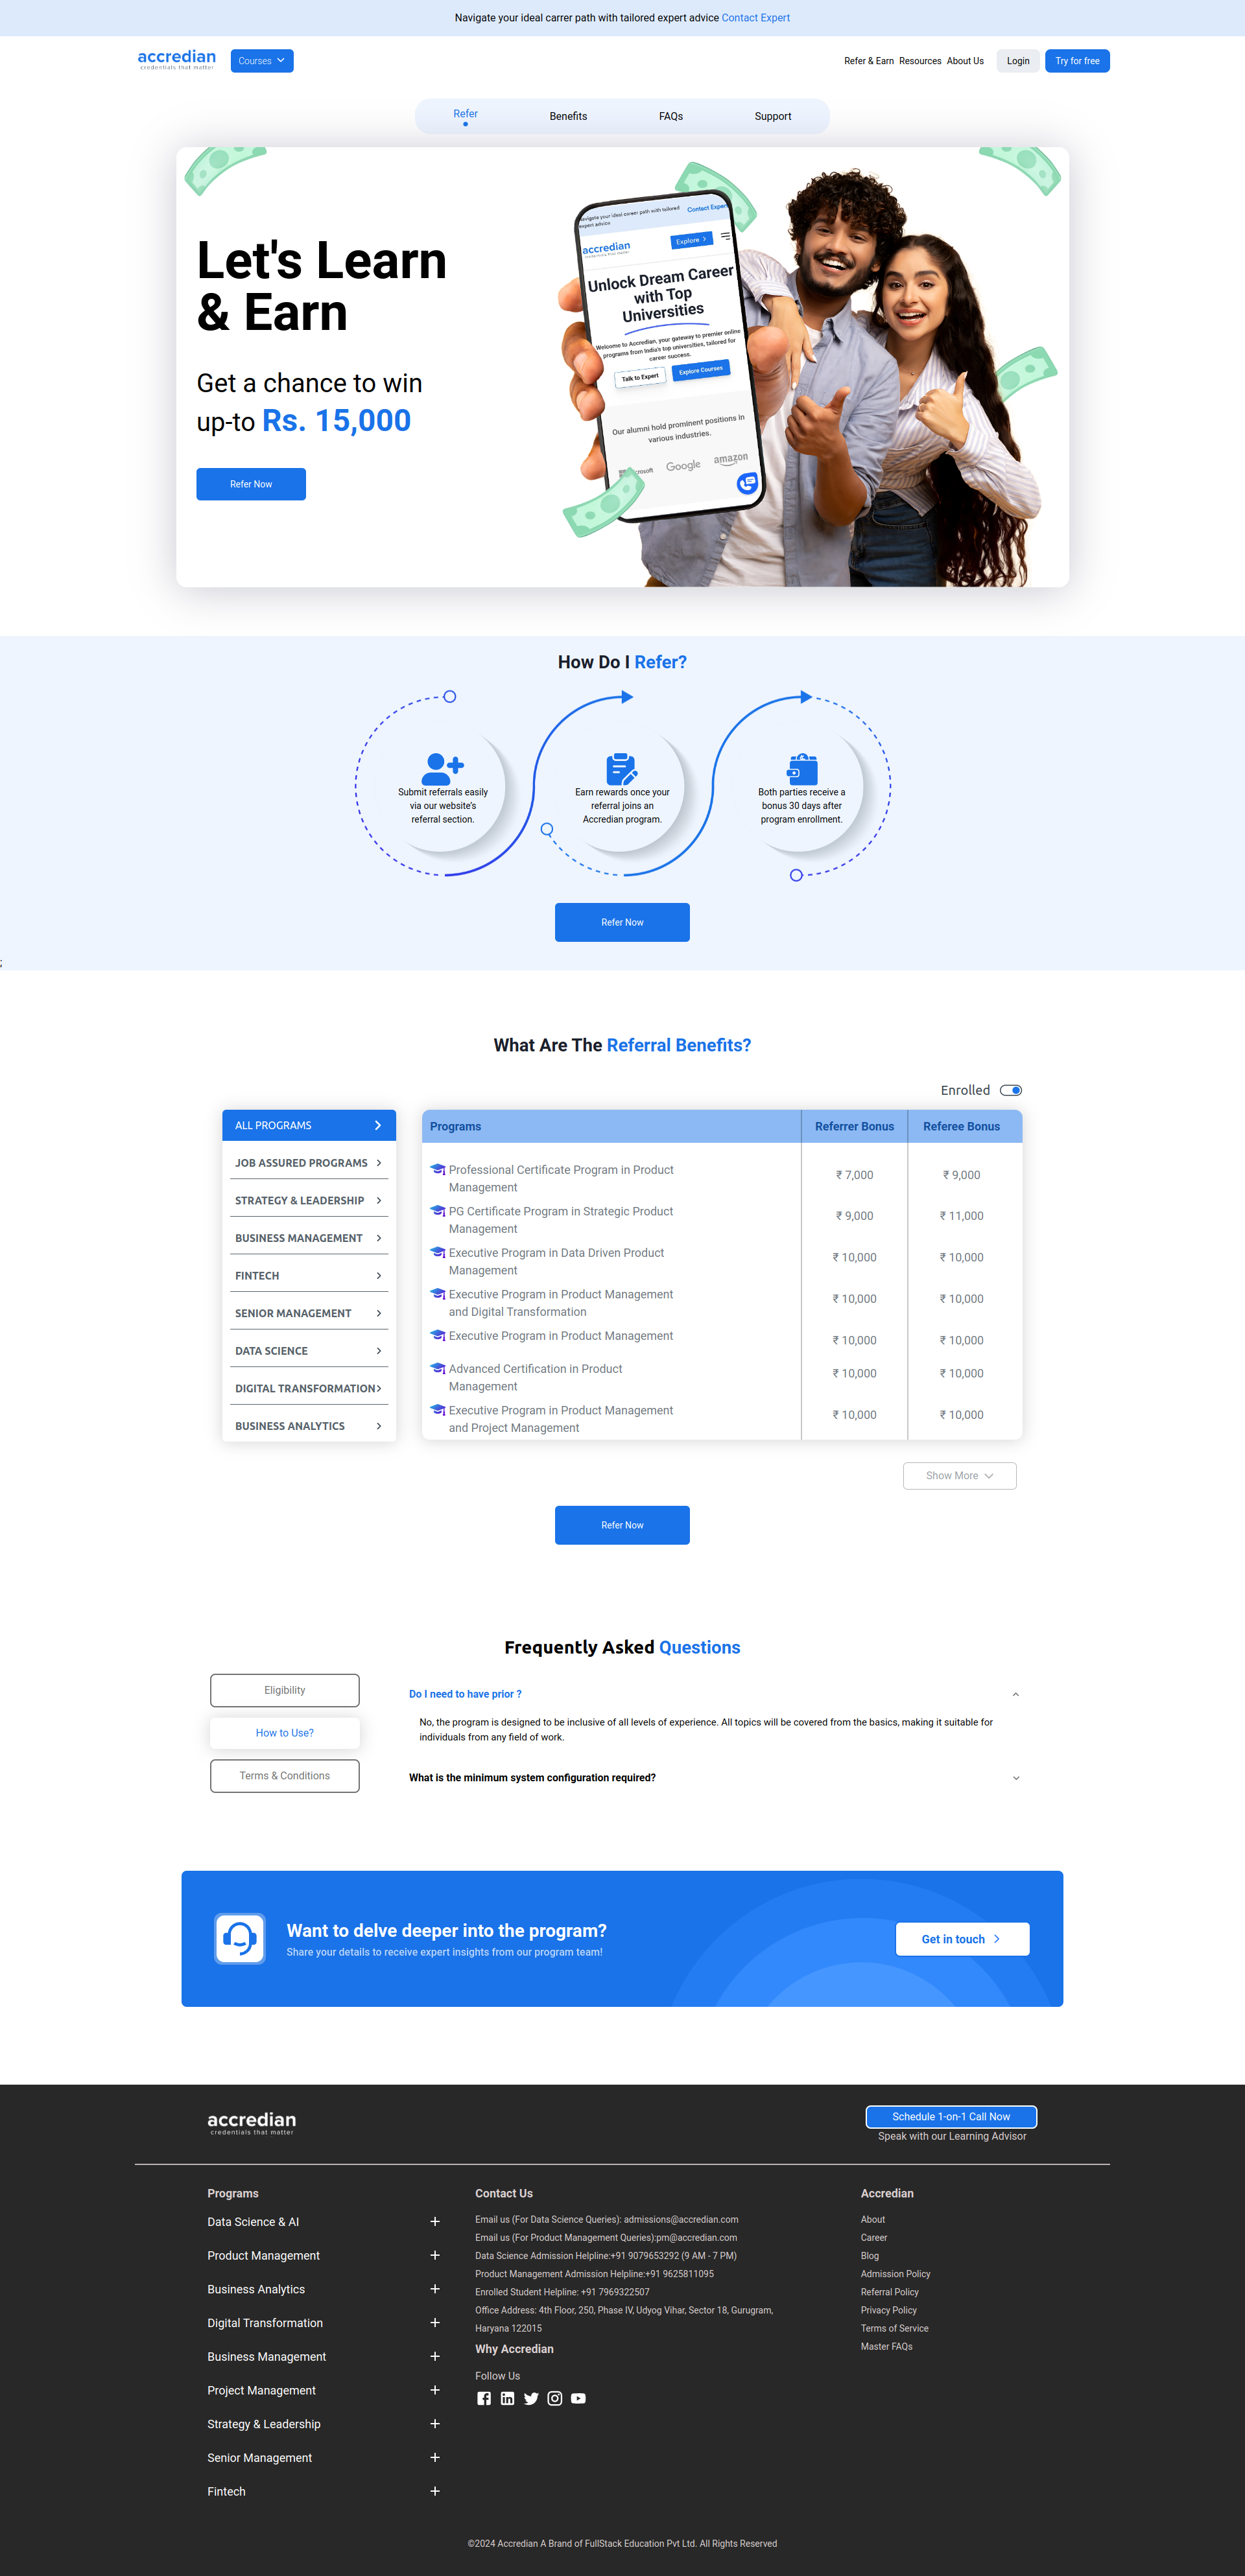 Navigate your ideal carrer path with tailored expert advice Contact Expert
accredian
credentials that matter
Courses
Refer & Earn Resources About Us
Login
Try for free
Refer
Benefits
FAQs
Support
Let's Learn
& Earn
Get a chance to win
up-to Rs. 15,000
Refer Now
Navigate your ideal career path with tailored
expert advice
Contact Expert
accredian
credentials that matter
Explore
Unlock Dream Career
with Top
Universities
Welcome to Accredian, your gateway to premier online
programs from India's top universities, tailored for
career success.
Talk to Expert
Explore Courses
Our alumni hold prominent positions in
various industries.
Google
amazon
How Do I Refer?
Submit referrals easily
via our website's
referral section.
Earn rewards once your
referral joins an
Accredian program.
Both parties receive a
bonus 30 days after
program enrollment.
Refer Now
;
What Are The Referral Benefits?
Enrolled
ALL PROGRAMS
JOB ASSURED PROGRAMS
STRATEGY & LEADERSHIP
BUSINESS MANAGEMENT
FINTECH
SENIOR MANAGEMENT
DATA SCIENCE
DIGITAL TRANSFORMATION
BUSINESS ANALYTICS
Programs Referrer Bonus Referee Bonus
Professional Certificate Program in Product
Management
₹ 7,000 ₹ 9,000
PG Certificate Program in Strategic Product
Management
₹ 9,000 ₹ 11,000
Executive Program in Data Driven Product
Management
₹ 10,000 ₹ 10,000
Executive Program in Product Management
and Digital Transformation
₹ 10,000 ₹ 10,000
Executive Program in Product Management
₹ 10,000 ₹ 10,000
Advanced Certification in Product
Management
₹ 10,000 ₹ 10,000
Executive Program in Product Management
and Project Management
₹ 10,000 ₹ 10,000
Show More
Refer Now
Frequently Asked Questions
Eligibility
How to Use?
Terms & Conditions
Do I need to have prior ?
No, the program is designed to be inclusive of all levels of experience. All topics will be covered from the basics, making it suitable for
individuals from any field of work.
What is the minimum system configuration required?
Want to delve deeper into the program?
Share your details to receive expert insights from our program team!
Get in touch
accredian
credentials that matter
Schedule 1-on-1 Call Now
Speak with our Learning Advisor
Programs
Data Science & AI
Product Management
Business Analytics
Digital Transformation
Business Management
Project Management
Strategy & Leadership
Senior Management
Fintech
Contact Us
Email us (For Data Science Queries): admissions@accredian.com
Email us (For Product Management Queries):pm@accredian.com
Data Science Admission Helpline:+91 9079653292 (9 AM - 7 PM)
Product Management Admission Helpline:+91 9625811095
Enrolled Student Helpline: +91 7969322507
Office Address: 4th Floor, 250, Phase IV, Udyog Vihar, Sector 18, Gurugram,
Haryana 122015
Why Accredian
Follow Us
Accredian
About
Career
Blog
Admission Policy
Referral Policy
Privacy Policy
Terms of Service
Master FAQs
©2024 Accredian A Brand of FullStack Education Pvt Ltd. All Rights Reserved